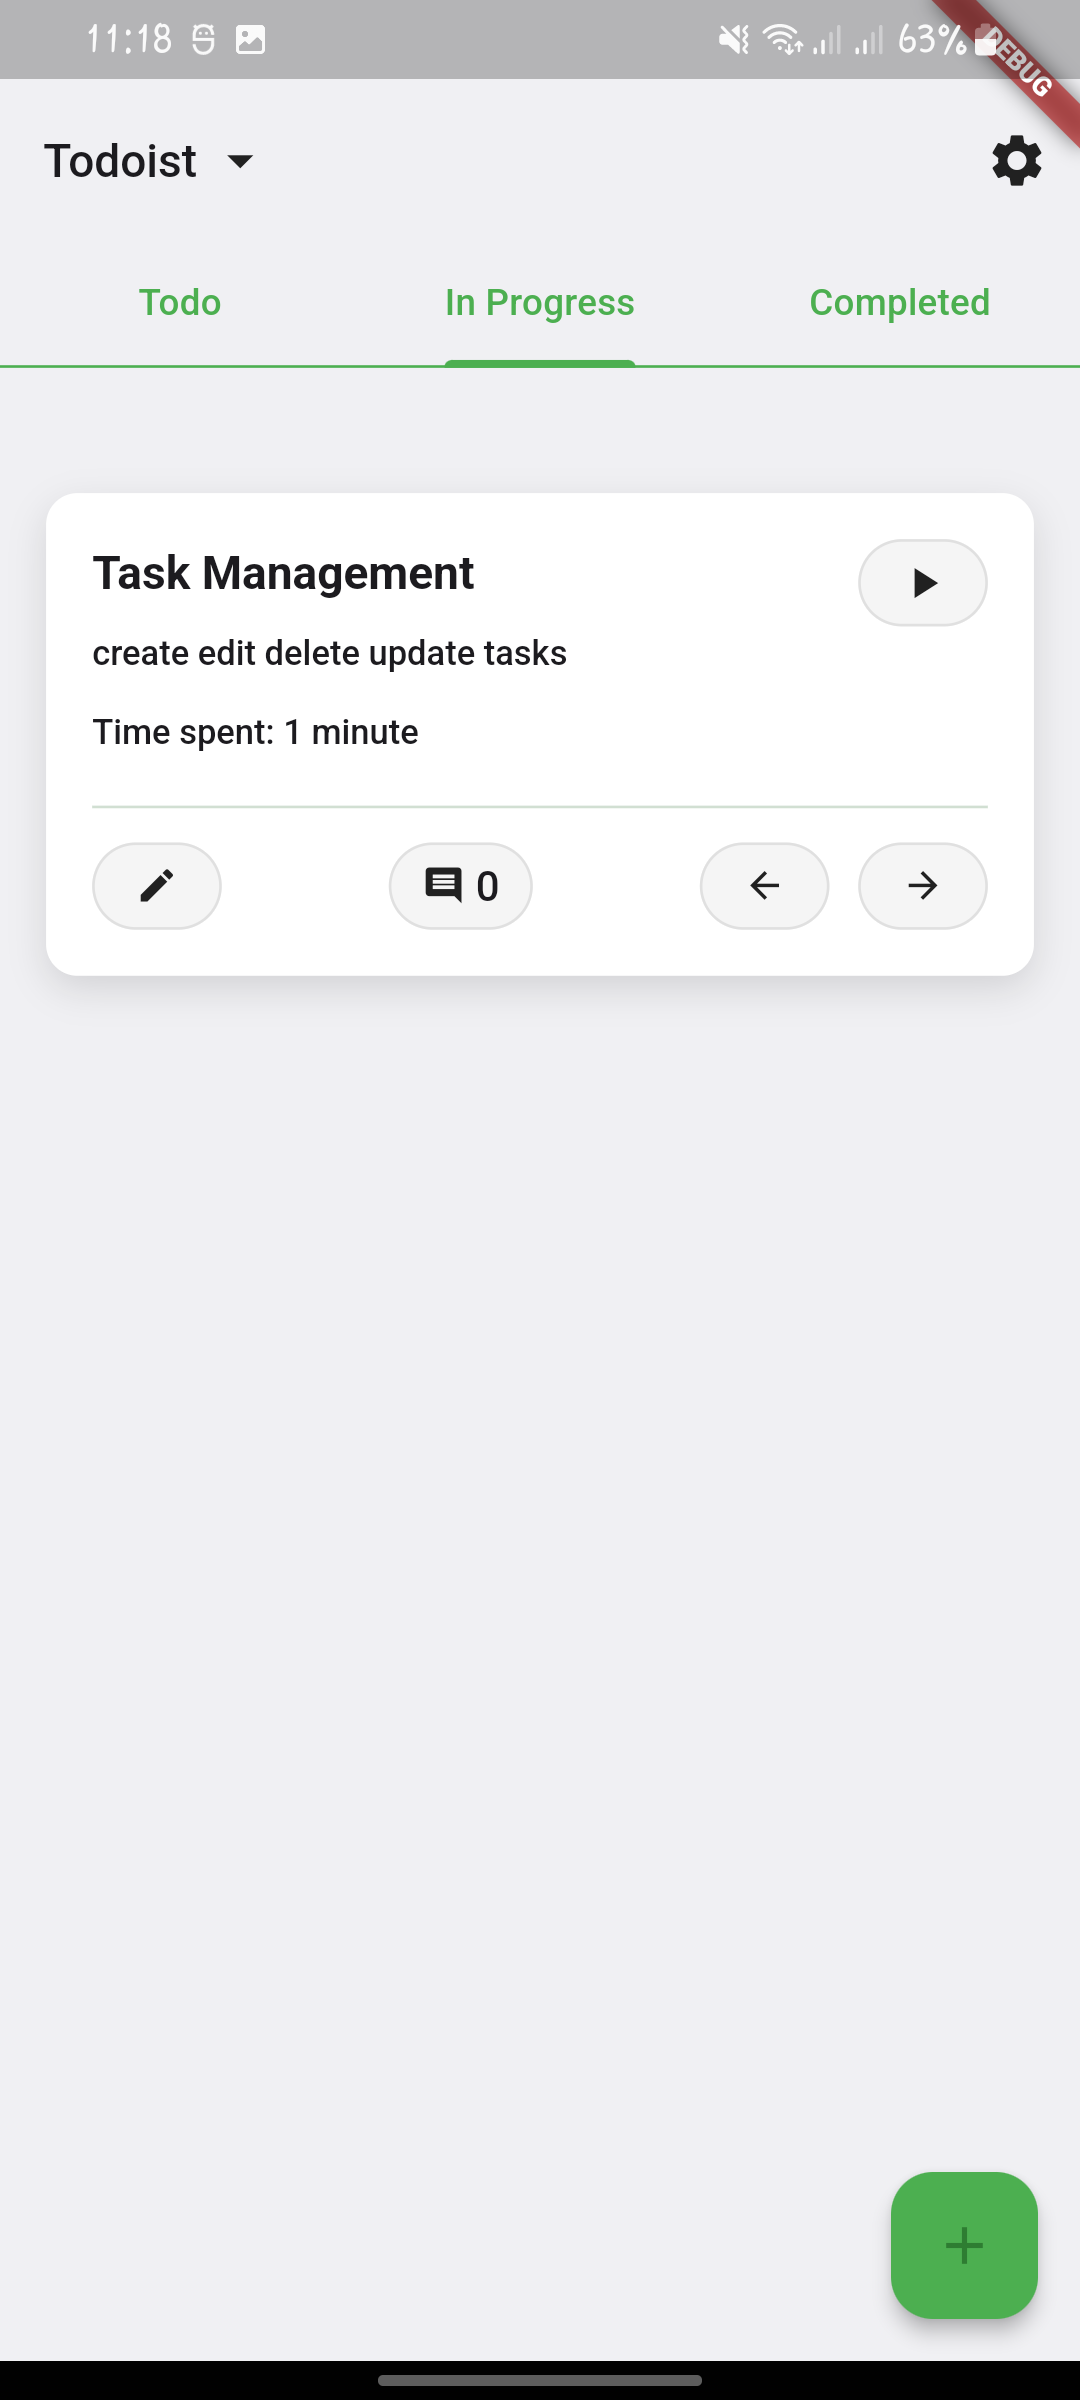 11:18 63%
DEBUG
Todoist
Todo In Progress Completed
Task Management
create edit delete update tasks
Time spent: 1 minute
0